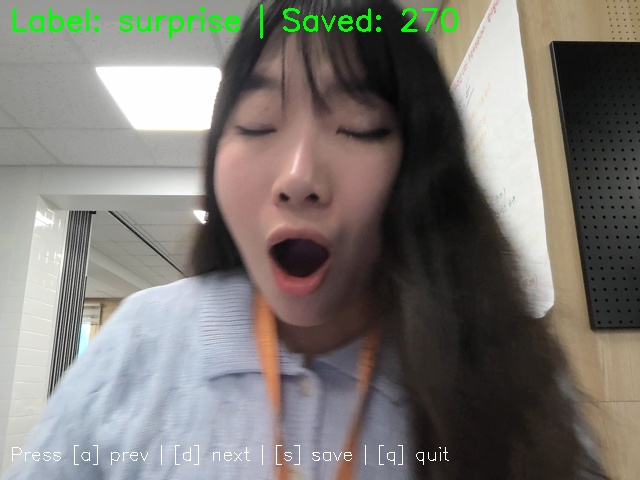 Label: surprise | Saved: 270
Press [a] prev | [d] next | [s] save | [q] quit